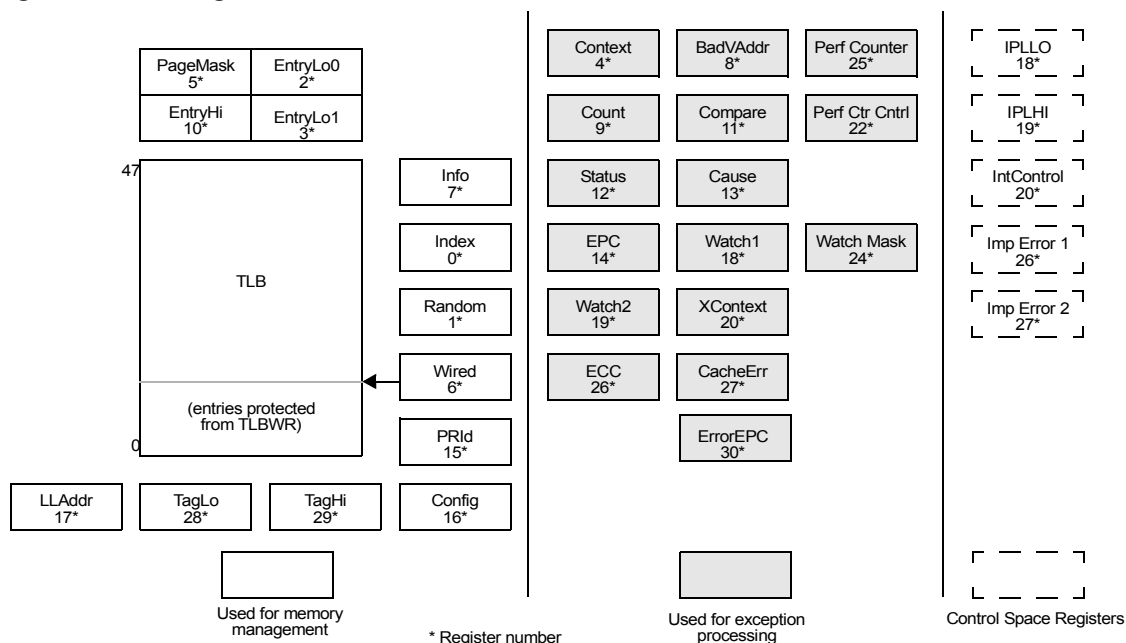 PageMask
5*
EntryLo0
2*
EntryHi
10*
EntryLo1
3*
47
TLB
(entries protected
from TLBWR)
0
Info
7*
Index
0*
Random
1*
Wired
6*
PRId
15*
LLAddr
17*
TagLo
28*
TagHi
29*
Config
16*
Used for memory
management
* Register number
Context
4*
BadVAddr
8*
Perf Counter
25*
Count
9*
Compare
11*
Perf Ctr Cntrl
22*
Status
12*
Cause
13*
EPC
14*
Watch1
18*
Watch Mask
24*
Watch2
19*
XContext
20*
ECC
26*
CacheErr
27*
ErrorEPC
30*
Used for exception
processing
IPLLO
18*
IPLHI
19*
IntControl
20*
Imp Error 1
26*
Imp Error 2
27*
Control Space Registers